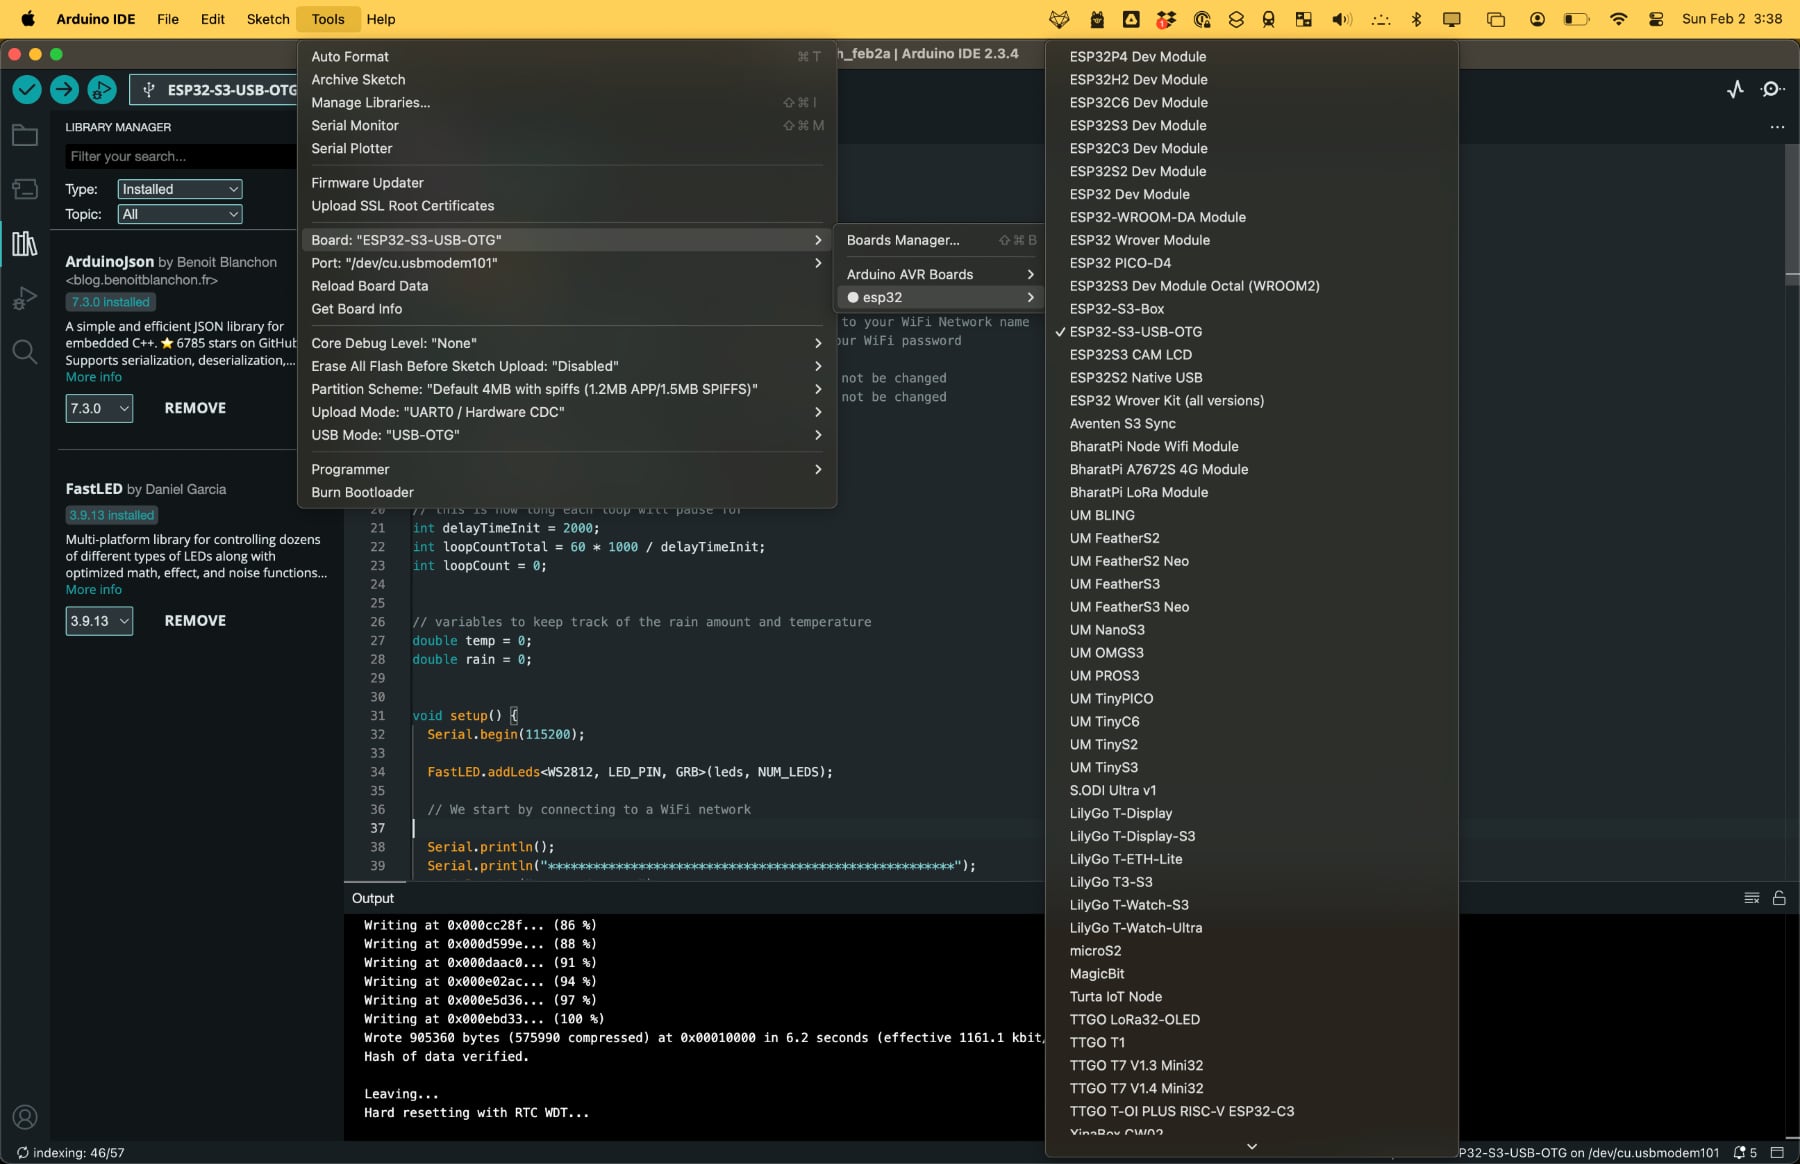 Arduino IDE File Edit Sketch Tools Help
Sun Feb 2 3:38
h_feb2a | Arduino IDE 2.3.4
ESP32-S3-USB-OTG
LIBRARY MANAGER
Filter your search...
Type: Installed
Topic: All
ArduinoJson by Benoit Blanchon
<blog.benoitblanchon.fr>
7.3.0 installed
A simple and efficient JSON library for
embedded C++. ⭐ 6785 stars on GitHub
Supports serialization, deserialization,...
More info
7.3.0 REMOVE
FastLED by Daniel Garcia
3.9.13 installed
Multi-platform library for controlling dozens
of different types of LEDs along with
optimized math, effect, and noise functions...
More info
3.9.13 REMOVE
Auto Format ⌘ T
Archive Sketch
Manage Libraries... ⇧ ⌘ I
Serial Monitor ⇧ ⌘ M
Serial Plotter
Firmware Updater
Upload SSL Root Certificates
Board: "ESP32-S3-USB-OTG"
Port: "/dev/cu.usbmodem101"
Reload Board Data
Get Board Info
Core Debug Level: "None"
Erase All Flash Before Sketch Upload: "Disabled"
Partition Scheme: "Default 4MB with spiffs (1.2MB APP/1.5MB SPIFFS)"
Upload Mode: "UART0 / Hardware CDC"
USB Mode: "USB-OTG"
Programmer
Burn Bootloader
Boards Manager... ⇧ ⌘ B
Arduino AVR Boards
esp32
to your WiFi Network name
our WiFi password
not be changed
not be changed
20 // this is how long each loop will pause for
21 int delayTimeInit = 2000;
22 int loopCountTotal = 60 * 1000 / delayTimeInit;
23 int loopCount = 0;
24
25
26 // variables to keep track of the rain amount and temperature
27 double temp = 0;
28 double rain = 0;
29
30
31 void setup() {
32 Serial.begin(115200);
33
34 FastLED.addLeds<WS2812, LED_PIN, GRB>(leds, NUM_LEDS);
35
36 // We start by connecting to a WiFi network
37
38 Serial.println();
39 Serial.println("******************************************************");
Output
Writing at 0x000cc28f... (86 %)
Writing at 0x000d599e... (88 %)
Writing at 0x000daac0... (91 %)
Writing at 0x000e02ac... (94 %)
Writing at 0x000e5d36... (97 %)
Writing at 0x000ebd33... (100 %)
Wrote 905360 bytes (575990 compressed) at 0x00010000 in 6.2 seconds (effective 1161.1 kbit/
Hash of data verified.
Leaving...
Hard resetting with RTC WDT...
ESP32P4 Dev Module
ESP32H2 Dev Module
ESP32C6 Dev Module
ESP32S3 Dev Module
ESP32C3 Dev Module
ESP32S2 Dev Module
ESP32 Dev Module
ESP32-WROOM-DA Module
ESP32 Wrover Module
ESP32 PICO-D4
ESP32S3 Dev Module Octal (WROOM2)
ESP32-S3-Box
✓ ESP32-S3-USB-OTG
ESP32S3 CAM LCD
ESP32S2 Native USB
ESP32 Wrover Kit (all versions)
Aventen S3 Sync
BharatPi Node Wifi Module
BharatPi A7672S 4G Module
BharatPi LoRa Module
UM BLING
UM FeatherS2
UM FeatherS2 Neo
UM FeatherS3
UM FeatherS3 Neo
UM NanoS3
UM OMGS3
UM PROS3
UM TinyPICO
UM TinyC6
UM TinyS2
UM TinyS3
S.ODI Ultra v1
LilyGo T-Display
LilyGo T-Display-S3
LilyGo T-ETH-Lite
LilyGo T3-S3
LilyGo T-Watch-S3
LilyGo T-Watch-Ultra
microS2
MagicBit
Turta IoT Node
TTGO LoRa32-OLED
TTGO T1
TTGO T7 V1.3 Mini32
TTGO T7 V1.4 Mini32
TTGO T-OI PLUS RISC-V ESP32-C3
XinaBox CW02
indexing: 46/57
P32-S3-USB-OTG on /dev/cu.usbmodem101 5